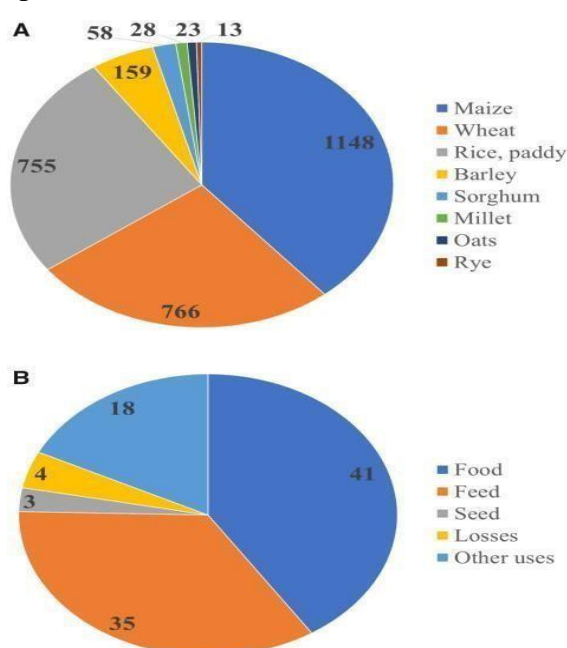 A
58
28
23
13
159
755
1148
766
Maize
Wheat
Rice, paddy
Barley
Sorghum
Millet
Oats
Rye
B
18
4
3
41
35
Food
Feed
Seed
Losses
Other uses